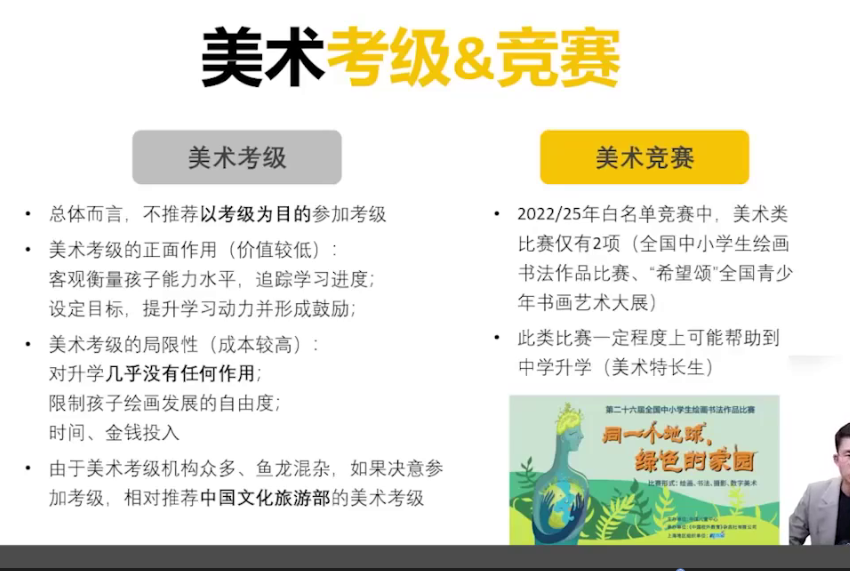 美术考级&竞赛
美术考级
• 总体而言，不推荐以考级为目的参加考级
• 美术考级的正面作用（价值较低）：
客观衡量孩子能力水平，追踪学习进度；
设定目标，提升学习动力并形成鼓励；
• 美术考级的局限性（成本较高）：
对升学几乎没有任何作用；
限制孩子绘画发展的自由度；
时间、金钱投入
• 由于美术考级机构众多、鱼龙混杂，如果决意参
加考级，相对推荐中国文化旅游部的美术考级
美术竞赛
• 2022/25年白名单竞赛中，美术类
比赛仅有2项（全国中小学生绘画
书法作品比赛、“希望颂”全国青少
年书画艺术大展）
• 此类比赛一定程度上可能帮助到
中学升学（美术特长生）
第二十六届全国中小学生绘画书法作品比赛
同一个地球，
绿色的家园
比赛形式：绘画、书法、摄影、数字美术